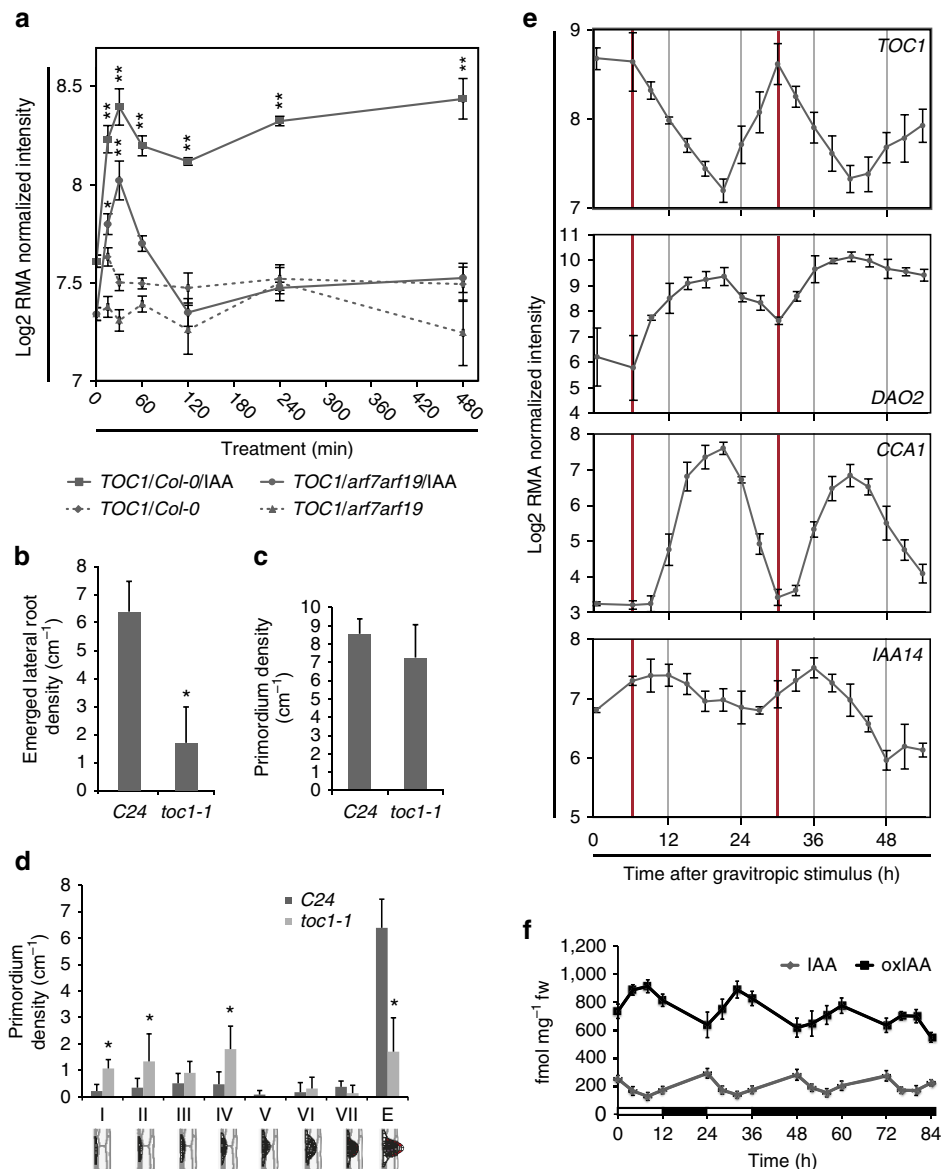 a
Log2 RMA normalized intensity
8.5
8
7.5
7
**
**
**
**
**
**
**
*
0
60
120
180
240
300
360
420
480
Treatment (min)
TOC1/Col-0/IAA
TOC1/arf7arf19/IAA
TOC1/Col-0
TOC1/arf7arf19
b
Emerged lateral root
density (cm−1)
8
7
6
5
4
3
2
1
0
*
C24
toc1-1
c
Primordium density
(cm−1)
10
9
8
7
6
5
4
3
2
1
0
C24
toc1-1
d
Primordium
density (cm−1)
8
7
6
5
4
3
2
1
0
C24
toc1-1
*
*
*
*
I
II
III
IV
V
VI
VII
E
e
Log2 RMA normalized intensity
9
8
7
TOC1
11
10
9
8
7
6
5
4
DAO2
8
7
6
5
4
3
CCA1
8
7
6
5
IAA14
0
12
24
36
48
Time after gravitropic stimulus (h)
f
fmol mg−1 fw
1,200
1,000
800
600
400
200
0
IAA
oxIAA
0
12
24
36
48
60
72
84
Time (h)